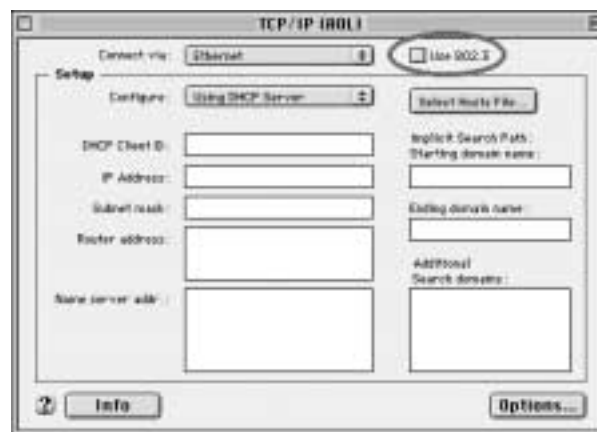 TCP/IP (AOL)
Connect via: Ethernet
Use 802.3
Setup
Configure: Using DHCP Server
Select Hosts File...
DHCP Client ID:
Implicit Search Path:
Starting domain name:
IP Address:
Subnet mask:
Ending domain name:
Router address:
Additional
Search domains:
Name server addr.:
?
Info
Options...